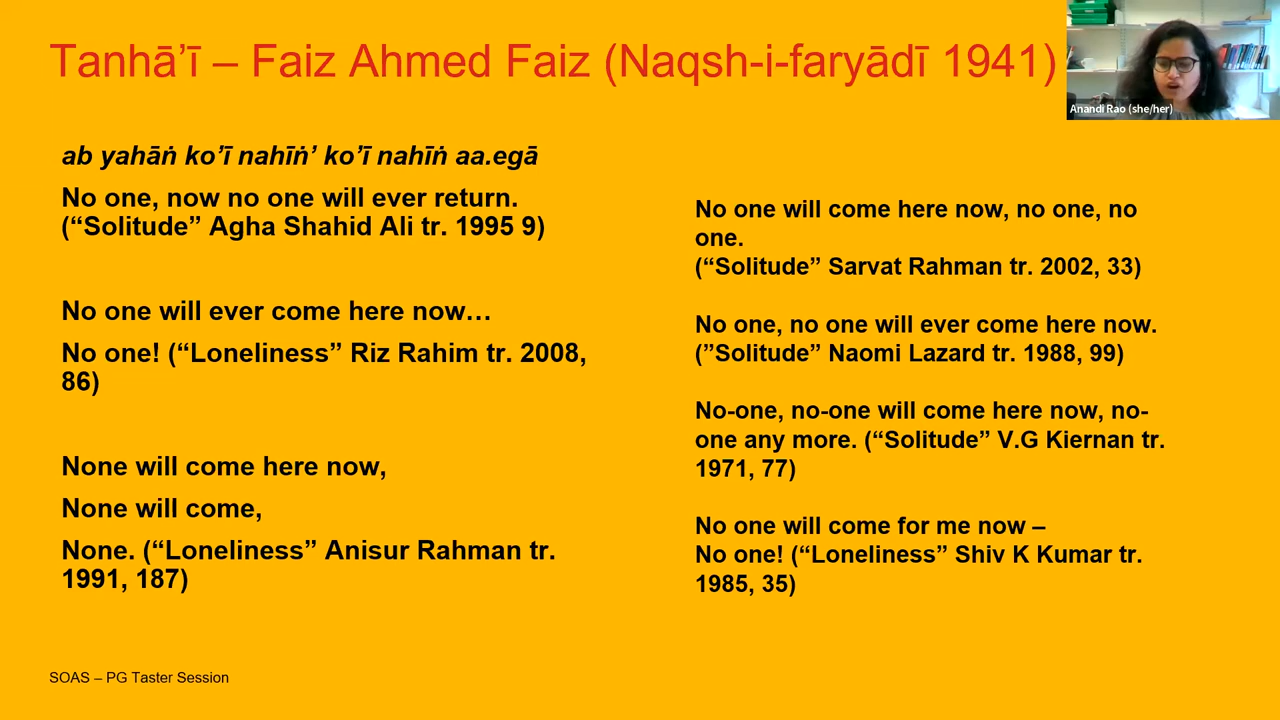 Tanhā’ī – Faiz Ahmed Faiz (Naqsh-i-faryādī 1941)
Anandi Rao (she/her)
ab yahāṅ ko’ī nahīṅ’ ko’ī nahīṅ aa.egā
No one, now no one will ever return.
(“Solitude” Agha Shahid Ali tr. 1995 9)
No one will ever come here now…
No one! (“Loneliness” Riz Rahim tr. 2008,
86)
None will come here now,
None will come,
None. (“Loneliness” Anisur Rahman tr.
1991, 187)
No one will come here now, no one, no
one.
(“Solitude” Sarvat Rahman tr. 2002, 33)
No one, no one will ever come here now.
(”Solitude” Naomi Lazard tr. 1988, 99)
No-one, no-one will come here now, no-
one any more. (“Solitude” V.G Kiernan tr.
1971, 77)
No one will come for me now –
No one! (“Loneliness” Shiv K Kumar tr.
1985, 35)
SOAS – PG Taster Session